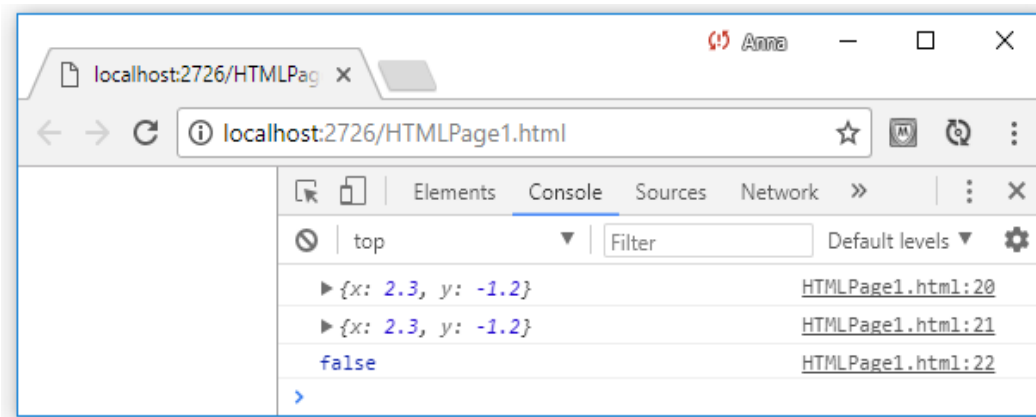 Anna
localhost:2726/HTMLPag
localhost:2726/HTMLPage1.html
Elements Console Sources Network »
top Filter Default levels
{x: 2.3, y: -1.2} HTMLPage1.html:20
{x: 2.3, y: -1.2} HTMLPage1.html:21
false HTMLPage1.html:22
>